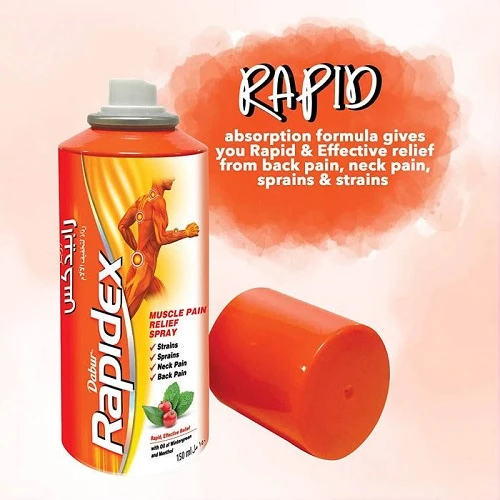 RAPID
absorption formula gives
you Rapid & Effective relief
from back pain, neck pain,
sprains & strains
رابيدكس
Dabur
Rapidex
MUSCLE PAIN
RELIEF
SPRAY
✓ Strains
✓ Sprains
✓ Neck Pain
✓ Back Pain
Rapid, Effective Relief
with Oil of Wintergreen
and Menthol
150 ml